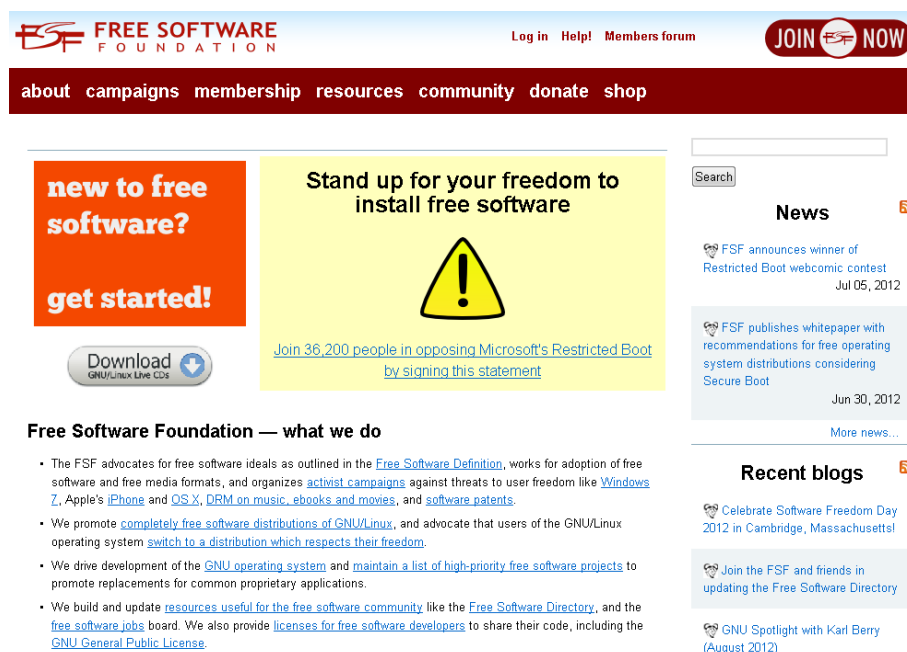 FREE SOFTWARE
FOUNDATION
Log in Help! Members forum
JOIN FSF NOW
about campaigns membership resources community donate shop
new to free
software?
get started!
Download
GNU/Linux Live CDs
Stand up for your freedom to
install free software
!
Join 36,200 people in opposing Microsoft's Restricted Boot
by signing this statement
Free Software Foundation — what we do
• The FSF advocates for free software ideals as outlined in the Free Software Definition, works for adoption of free
software and free media formats, and organizes activist campaigns against threats to user freedom like Windows
7, Apple's iPhone and OS X, DRM on music, ebooks and movies, and software patents.
• We promote completely free software distributions of GNU/Linux, and advocate that users of the GNU/Linux
operating system switch to a distribution which respects their freedom.
• We drive development of the GNU operating system and maintain a list of high-priority free software projects to
promote replacements for common proprietary applications.
• We build and update resources useful for the free software community like the Free Software Directory, and the
free software jobs board. We also provide licenses for free software developers to share their code, including the
GNU General Public License.
Search
News
FSF announces winner of
Restricted Boot webcomic contest
Jul 05, 2012
FSF publishes whitepaper with
recommendations for free operating
system distributions considering
Secure Boot
Jun 30, 2012
More news...
Recent blogs
Celebrate Software Freedom Day
2012 in Cambridge, Massachusetts!
Join the FSF and friends in
updating the Free Software Directory
GNU Spotlight with Karl Berry
(August 2012)